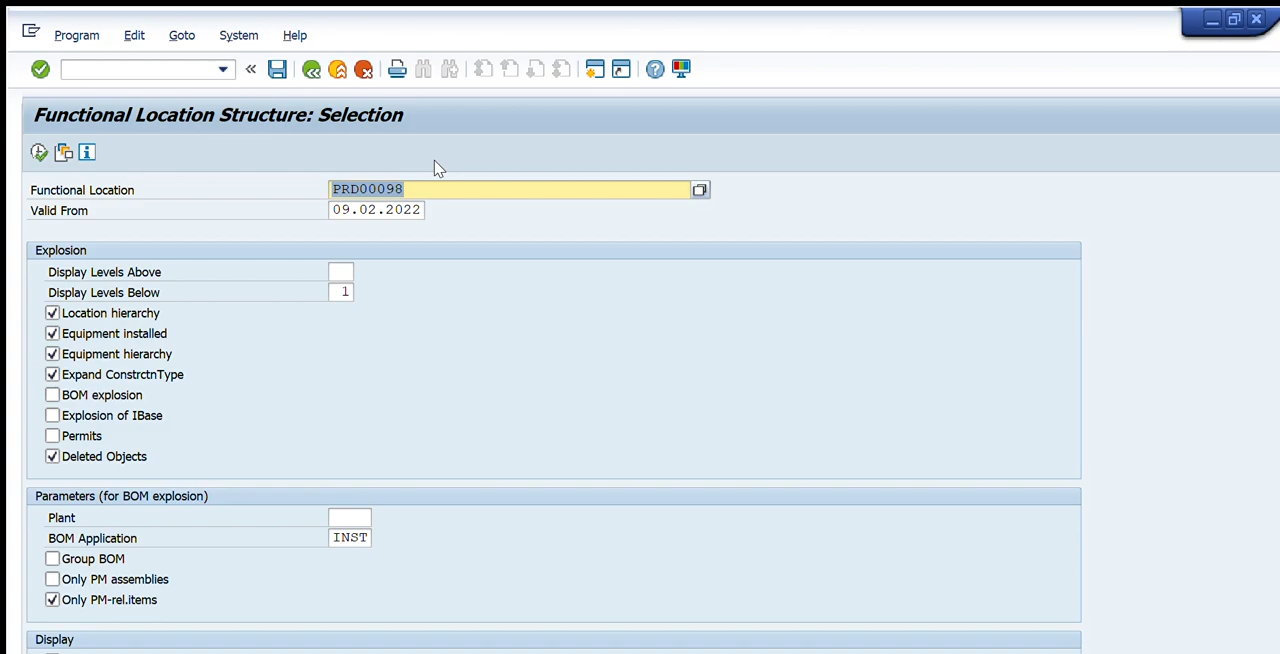 Program Edit Goto System Help
Functional Location Structure: Selection
Functional Location PRD00098
Valid From 09.02.2022
Explosion
Display Levels Above
Display Levels Below 1
Location hierarchy
Equipment installed
Equipment hierarchy
Expand ConstrctnType
BOM explosion
Explosion of IBase
Permits
Deleted Objects
Parameters (for BOM explosion)
Plant
BOM Application INST
Group BOM
Only PM assemblies
Only PM-rel.items
Display